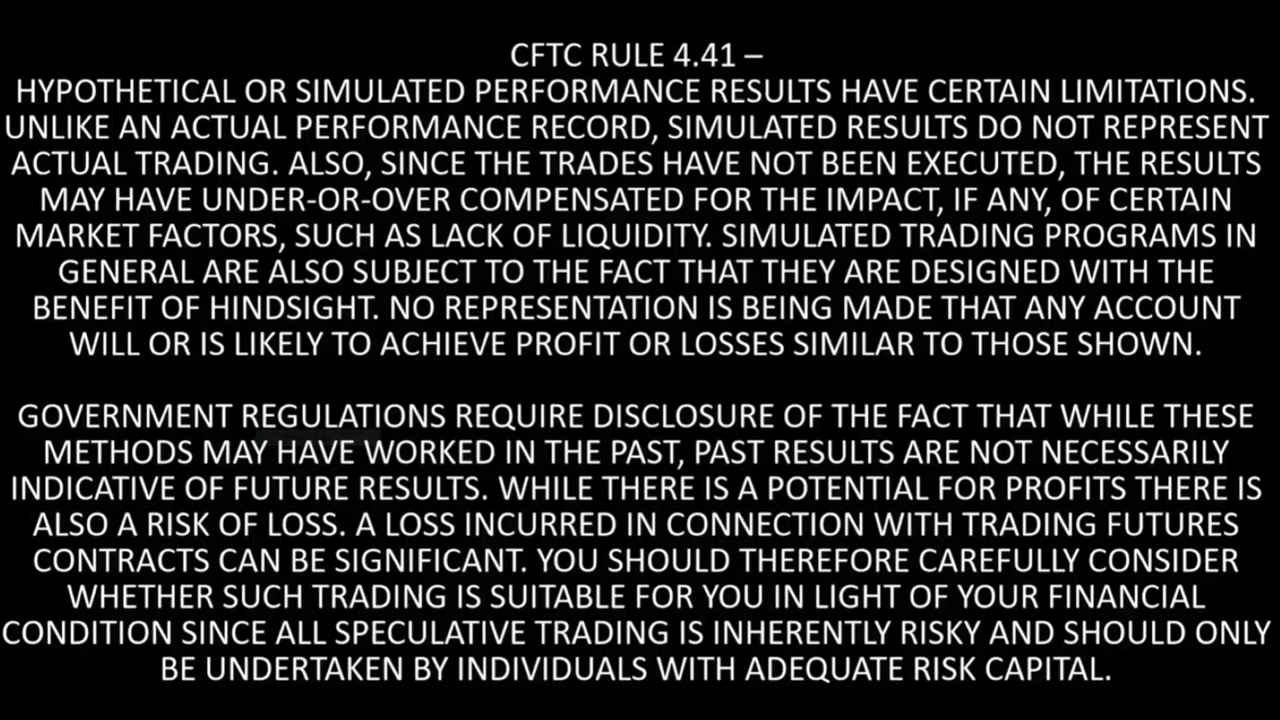 CFTC RULE 4.41 –
HYPOTHETICAL OR SIMULATED PERFORMANCE RESULTS HAVE CERTAIN LIMITATIONS.
UNLIKE AN ACTUAL PERFORMANCE RECORD, SIMULATED RESULTS DO NOT REPRESENT
ACTUAL TRADING. ALSO, SINCE THE TRADES HAVE NOT BEEN EXECUTED, THE RESULTS
MAY HAVE UNDER-OR-OVER COMPENSATED FOR THE IMPACT, IF ANY, OF CERTAIN
MARKET FACTORS, SUCH AS LACK OF LIQUIDITY. SIMULATED TRADING PROGRAMS IN
GENERAL ARE ALSO SUBJECT TO THE FACT THAT THEY ARE DESIGNED WITH THE
BENEFIT OF HINDSIGHT. NO REPRESENTATION IS BEING MADE THAT ANY ACCOUNT
WILL OR IS LIKELY TO ACHIEVE PROFIT OR LOSSES SIMILAR TO THOSE SHOWN.
GOVERNMENT REGULATIONS REQUIRE DISCLOSURE OF THE FACT THAT WHILE THESE
METHODS MAY HAVE WORKED IN THE PAST, PAST RESULTS ARE NOT NECESSARILY
INDICATIVE OF FUTURE RESULTS. WHILE THERE IS A POTENTIAL FOR PROFITS THERE IS
ALSO A RISK OF LOSS. A LOSS INCURRED IN CONNECTION WITH TRADING FUTURES
CONTRACTS CAN BE SIGNIFICANT. YOU SHOULD THEREFORE CAREFULLY CONSIDER
WHETHER SUCH TRADING IS SUITABLE FOR YOU IN LIGHT OF YOUR FINANCIAL
CONDITION SINCE ALL SPECULATIVE TRADING IS INHERENTLY RISKY AND SHOULD ONLY
BE UNDERTAKEN BY INDIVIDUALS WITH ADEQUATE RISK CAPITAL.